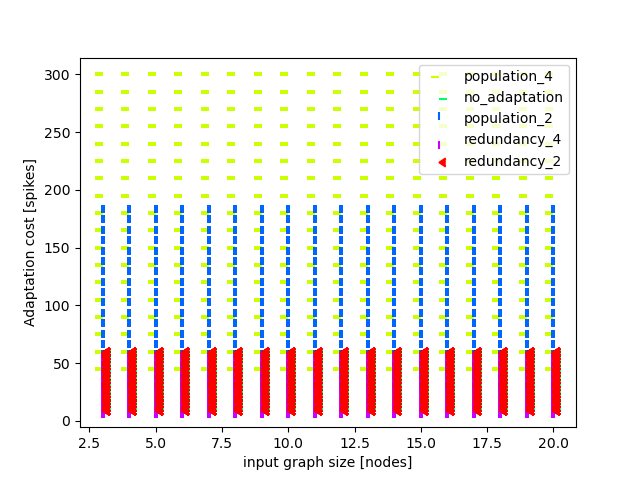 300
250
200
150
100
50
0
Adaptation cost [spikes]
population_4
no_adaptation
population_2
redundancy_4
redundancy_2
2.5 5.0 7.5 10.0 12.5 15.0 17.5 20.0
input graph size [nodes]